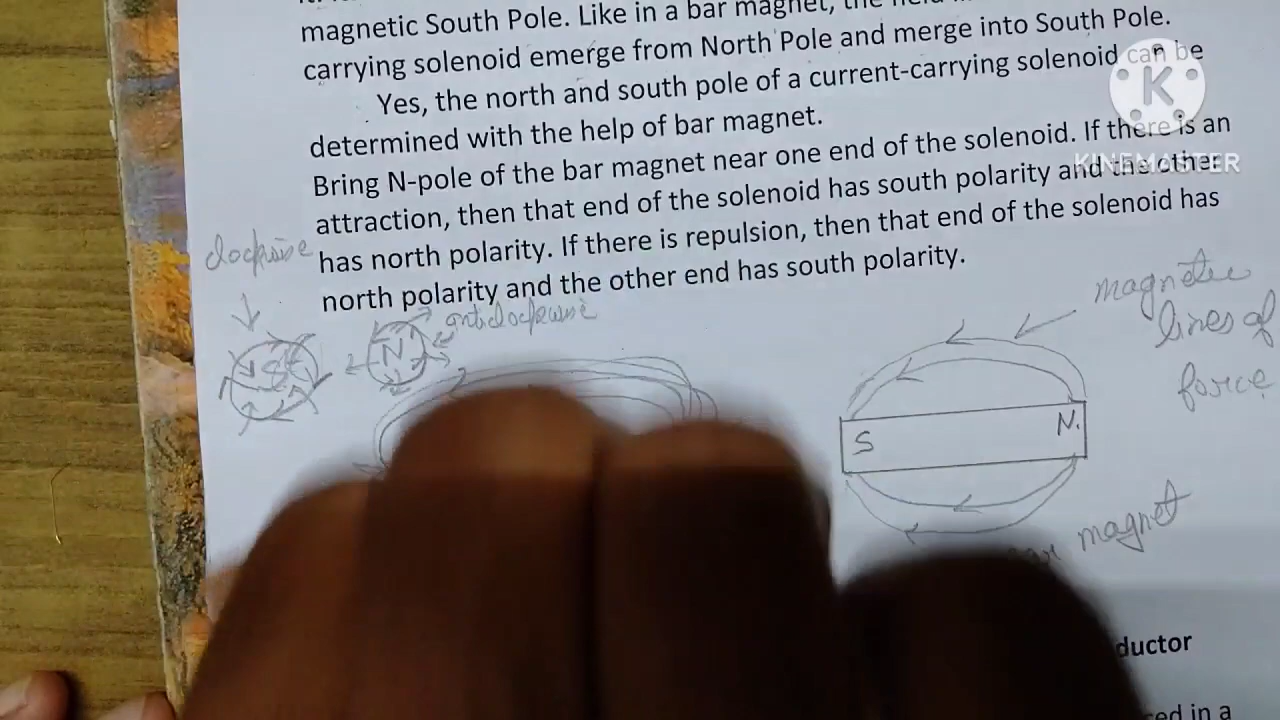 magnetic South Pole. Like in a bar magnet, the
carrying solenoid emerge from North Pole and merge into South Pole.
Yes, the north and south pole of a current-carrying solenoid can be
determined with the help of bar magnet.
Bring N-pole of the bar magnet near one end of the solenoid. If there is an
attraction, then that end of the solenoid has south polarity and the other
has north polarity. If there is repulsion, then that end of the solenoid has
north polarity and the other end has south polarity.
K
KINEMASTER
clockwise
anticlockwise
S
N
magnetic
lines of
force
S
N.
magnet
ductor
in a